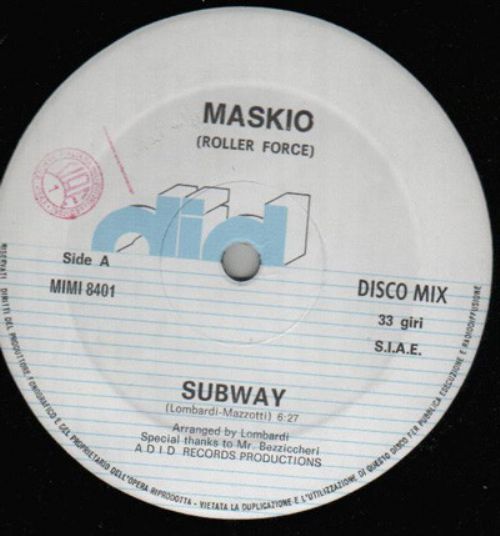 MASKIO
(ROLLER FORCE)
did
Side A
MIMI 8401
DISCO MIX
33 giri
S.I.A.E.
SUBWAY
(Lombardi-Mazzotti) 6:27
Arranged by Lombardi
Special thanks to Mr. Bezziccheri
A D I D RECORDS PRODUCTIONS
RISERVATI I DIRITTI DEL PRODUTTORE FONOGRAFICO E DEL PROPRIETARIO DELL'OPERA RIPRODOTTA - VIETATA LA DUPLICAZIONE E L'UTILIZZAZIONE DI QUESTO DISCO PER PUBBLICA ESECUZIONE E RADIODIFFUSIONE